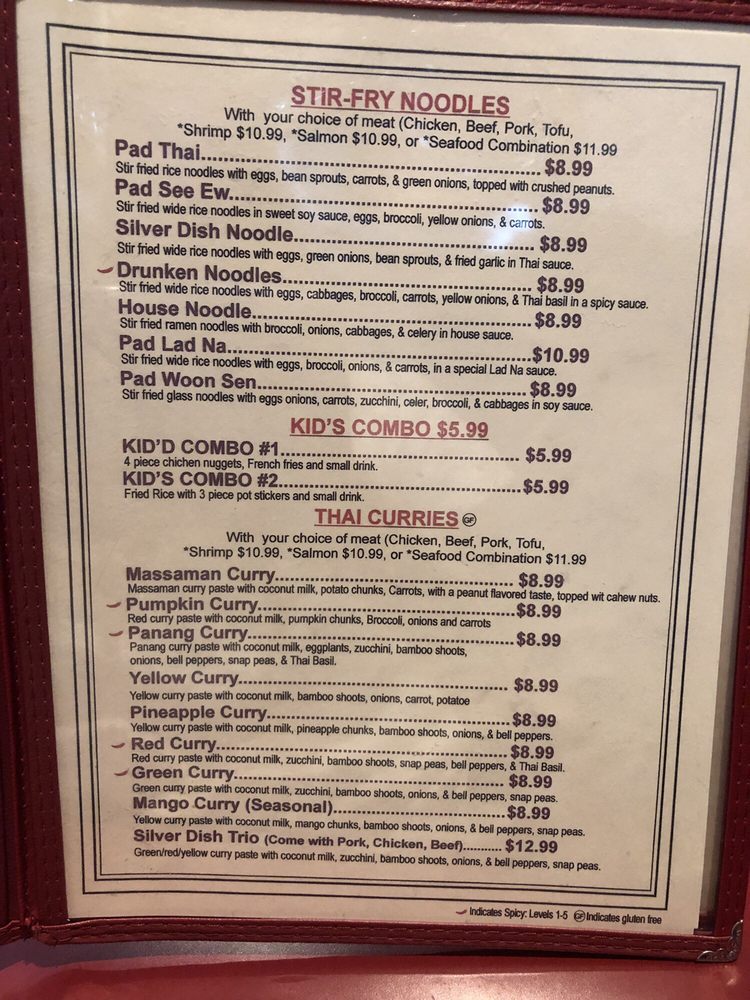 STIR-FRY NOODLES
With your choice of meat (Chicken, Beef, Pork, Tofu,
*Shrimp $10.99, *Salmon $10.99, or *Seafood Combination $11.99
Pad Thai.......................................................... $8.99
Stir fried rice noodles with eggs, bean sprouts, carrots, & green onions, topped with crushed peanuts.
Pad See Ew.......................................................... $8.99
Stir fried wide rice noodles in sweet soy sauce, eggs, broccoli, yellow onions, & carrots.
Silver Dish Noodle.............................................. $8.99
Stir fried wide rice noodles with eggs, green onions, bean sprouts, & fried garlic in Thai sauce.
Drunken Noodles.............................................. $8.99
Stir fried wide rice noodles with eggs, cabbages, broccoli, carrots, yellow onions, & Thai basil in a spicy sauce.
House Noodle.................................................. $8.99
Stir fried ramen noodles with broccoli, onions, cabbages, & celery in house sauce.
Pad Lad Na......................................................$10.99
Stir fried wide rice noodles with eggs, broccoli, onions, & carrots, in a special Lad Na sauce.
Pad Woon Sen.................................................. $8.99
Stir fried glass noodles with eggs onions, carrots, zucchini, celer, broccoli, & cabbages in soy sauce.
KID'S COMBO $5.99
KID'D COMBO #1.............................................. $5.99
4 piece chichen nuggets, French fries and small drink.
KID'S COMBO #2..............................................$5.99
Fried Rice with 3 piece pot stickers and small drink.
THAI CURRIES GF
With your choice of meat (Chicken, Beef, Pork, Tofu,
*Shrimp $10.99, *Salmon $10.99, or *Seafood Combination $11.99
Massaman Curry.............................................. $8.99
Massaman curry paste with coconut milk, potato chunks, Carrots, with a peanut flavored taste, topped wit cahew nuts.
Pumpkin Curry..................................................$8.99
Red curry paste with coconut milk, pumpkin chunks, Broccoli, onions and carrots
Panang Curry.................................................. $8.99
Panang curry paste with coconut milk, eggplants, zucchini, bamboo shoots,
onions, bell peppers, snap peas, & Thai Basil.
Yellow Curry...................................................... $8.99
Yellow curry paste with coconut milk, bamboo shoots, onions, carrot, potatoe
Pineapple Curry.................................................. $8.99
Yellow curry paste with coconut milk, pineapple chunks, bamboo shoots, onions, & bell peppers.
Red Curry.......................................................... $8.99
Red curry paste with coconut milk, zucchini, bamboo shoots, snap peas, bell peppers, & Thai Basil.
Green Curry...................................................... $8.99
Green curry paste with coconut milk, zucchini, bamboo shoots, onions, & bell peppers, snap peas.
Mango Curry (Seasonal)......................................$8.99
Yellow curry paste with coconut milk, mango chunks, bamboo shoots, onions, & bell peppers, snap peas.
Silver Dish Trio (Come with Pork, Chicken, Beef)........... $12.99
Green/red/yellow curry paste with coconut milk, zucchini, bamboo shoots, onions, & bell peppers, snap peas.
Indicates Spicy: Levels 1-5 GF Indicates gluten free